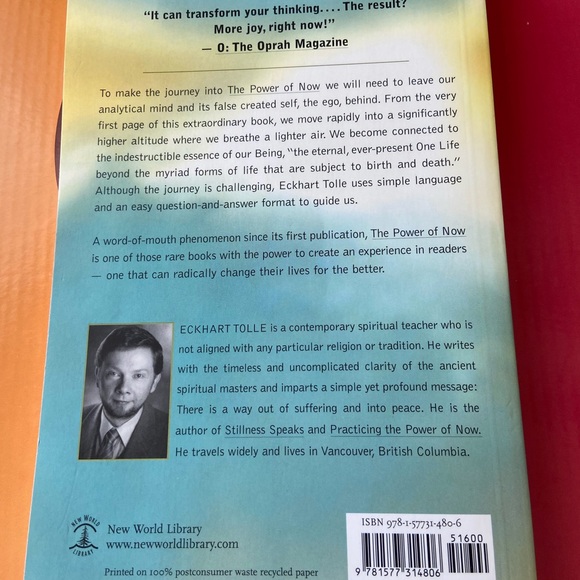 “It can transform your thinking.... The result?
More joy, right now!”
— O: The Oprah Magazine
To make the journey into The Power of Now we will need to leave our
analytical mind and its false created self, the ego, behind. From the very
first page of this extraordinary book, we move rapidly into a significantly
higher altitude where we breathe a lighter air. We become connected to
the indestructible essence of our Being, “the eternal, ever-present One Life
beyond the myriad forms of life that are subject to birth and death.”
Although the journey is challenging, Eckhart Tolle uses simple language
and an easy question-and-answer format to guide us.
A word-of-mouth phenomenon since its first publication, The Power of Now
is one of those rare books with the power to create an experience in readers
— one that can radically change their lives for the better.
ECKHART TOLLE is a contemporary spiritual teacher who is
not aligned with any particular religion or tradition. He writes
with the timeless and uncomplicated clarity of the ancient
spiritual masters and imparts a simple yet profound message:
There is a way out of suffering and into peace. He is the
author of Stillness Speaks and Practicing the Power of Now.
He travels widely and lives in Vancouver, British Columbia.
NEW WORLD
LIBRARY
New World Library
www.newworldlibrary.com
Printed on 100% postconsumer waste recycled paper
ISBN 978-1-57731-480-6
51600
9 781577 314806